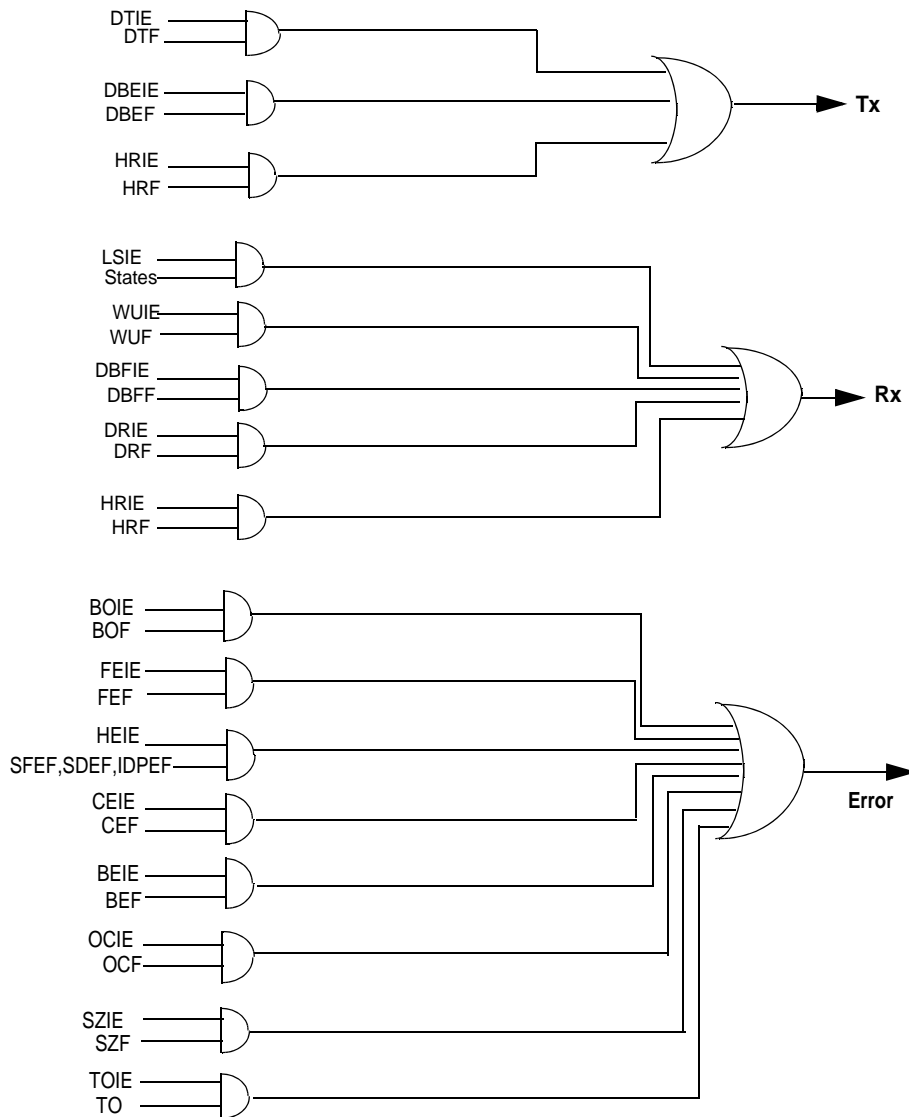 DTIE
DTF
DBEIE
DBEF
HRIE
HRF
Tx
LSIE
States
WUIE
WUF
DBFIE
DBFF
DRIE
DRF
HRIE
HRF
Rx
BOIE
BOF
FEIE
FEF
HEIE
SFEF,SDEF,IDPEF
CEIE
CEF
BEIE
BEF
OCIE
OCF
SZIE
SZF
TOIE
TO
Error